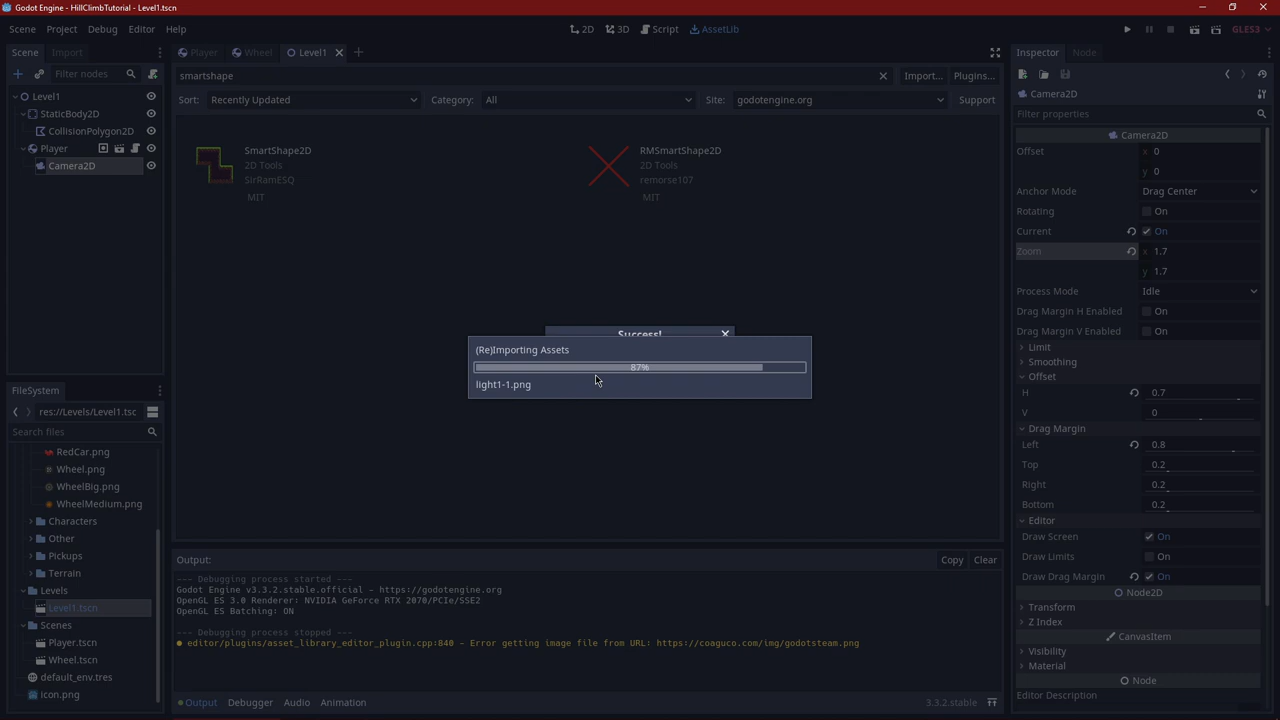 Godot Engine - HillClimbTutorial - Level1.tscn
Scene Project Debug Editor Help
2D 3D Script AssetLib
GLES3
Scene Import
Player Wheel Level1
Inspector Node
Filter nodes
smartshape
Import... Plugins...
Sort: Recently Updated Category: All Site: godotengine.org Support
Level1
StaticBody2D
CollisionPolygon2D
Player
Camera2D
SmartShape2D
2D Tools
SirRamESQ
MIT
RMSmartShape2D
2D Tools
remorse107
MIT
Success!
(Re)Importing Assets
87%
light1-1.png
Camera2D
Filter properties
Camera2D
Offset x 0
y 0
Anchor Mode Drag Center
Rotating On
Current On
Zoom x 1.7
y 1.7
Process Mode Idle
Drag Margin H Enabled On
Drag Margin V Enabled On
Limit
Smoothing
Offset
H 0.7
V 0
Drag Margin
Left 0.8
Top 0.2
Right 0.2
Bottom 0.2
Editor
Draw Screen On
Draw Limits On
Draw Drag Margin On
Node2D
Transform
Z Index
CanvasItem
Visibility
Material
Node
Editor Description
FileSystem
res://Levels/Level1.tsc
Search files
RedCar.png
Wheel.png
WheelBig.png
WheelMedium.png
Characters
Other
Pickups
Terrain
Levels
Level1.tscn
Scenes
Player.tscn
Wheel.tscn
default_env.tres
icon.png
Output: Copy Clear
--- Debugging process started ---
Godot Engine v3.3.2.stable.official - https://godotengine.org
OpenGL ES 3.0 Renderer: NVIDIA GeForce RTX 2070/PCIe/SSE2
OpenGL ES Batching: ON
--- Debugging process stopped ---
editor/plugins/asset_library_editor_plugin.cpp:840 - Error getting image file from URL: https://coaguco.com/img/godotsteam.png
Output Debugger Audio Animation 3.3.2.stable